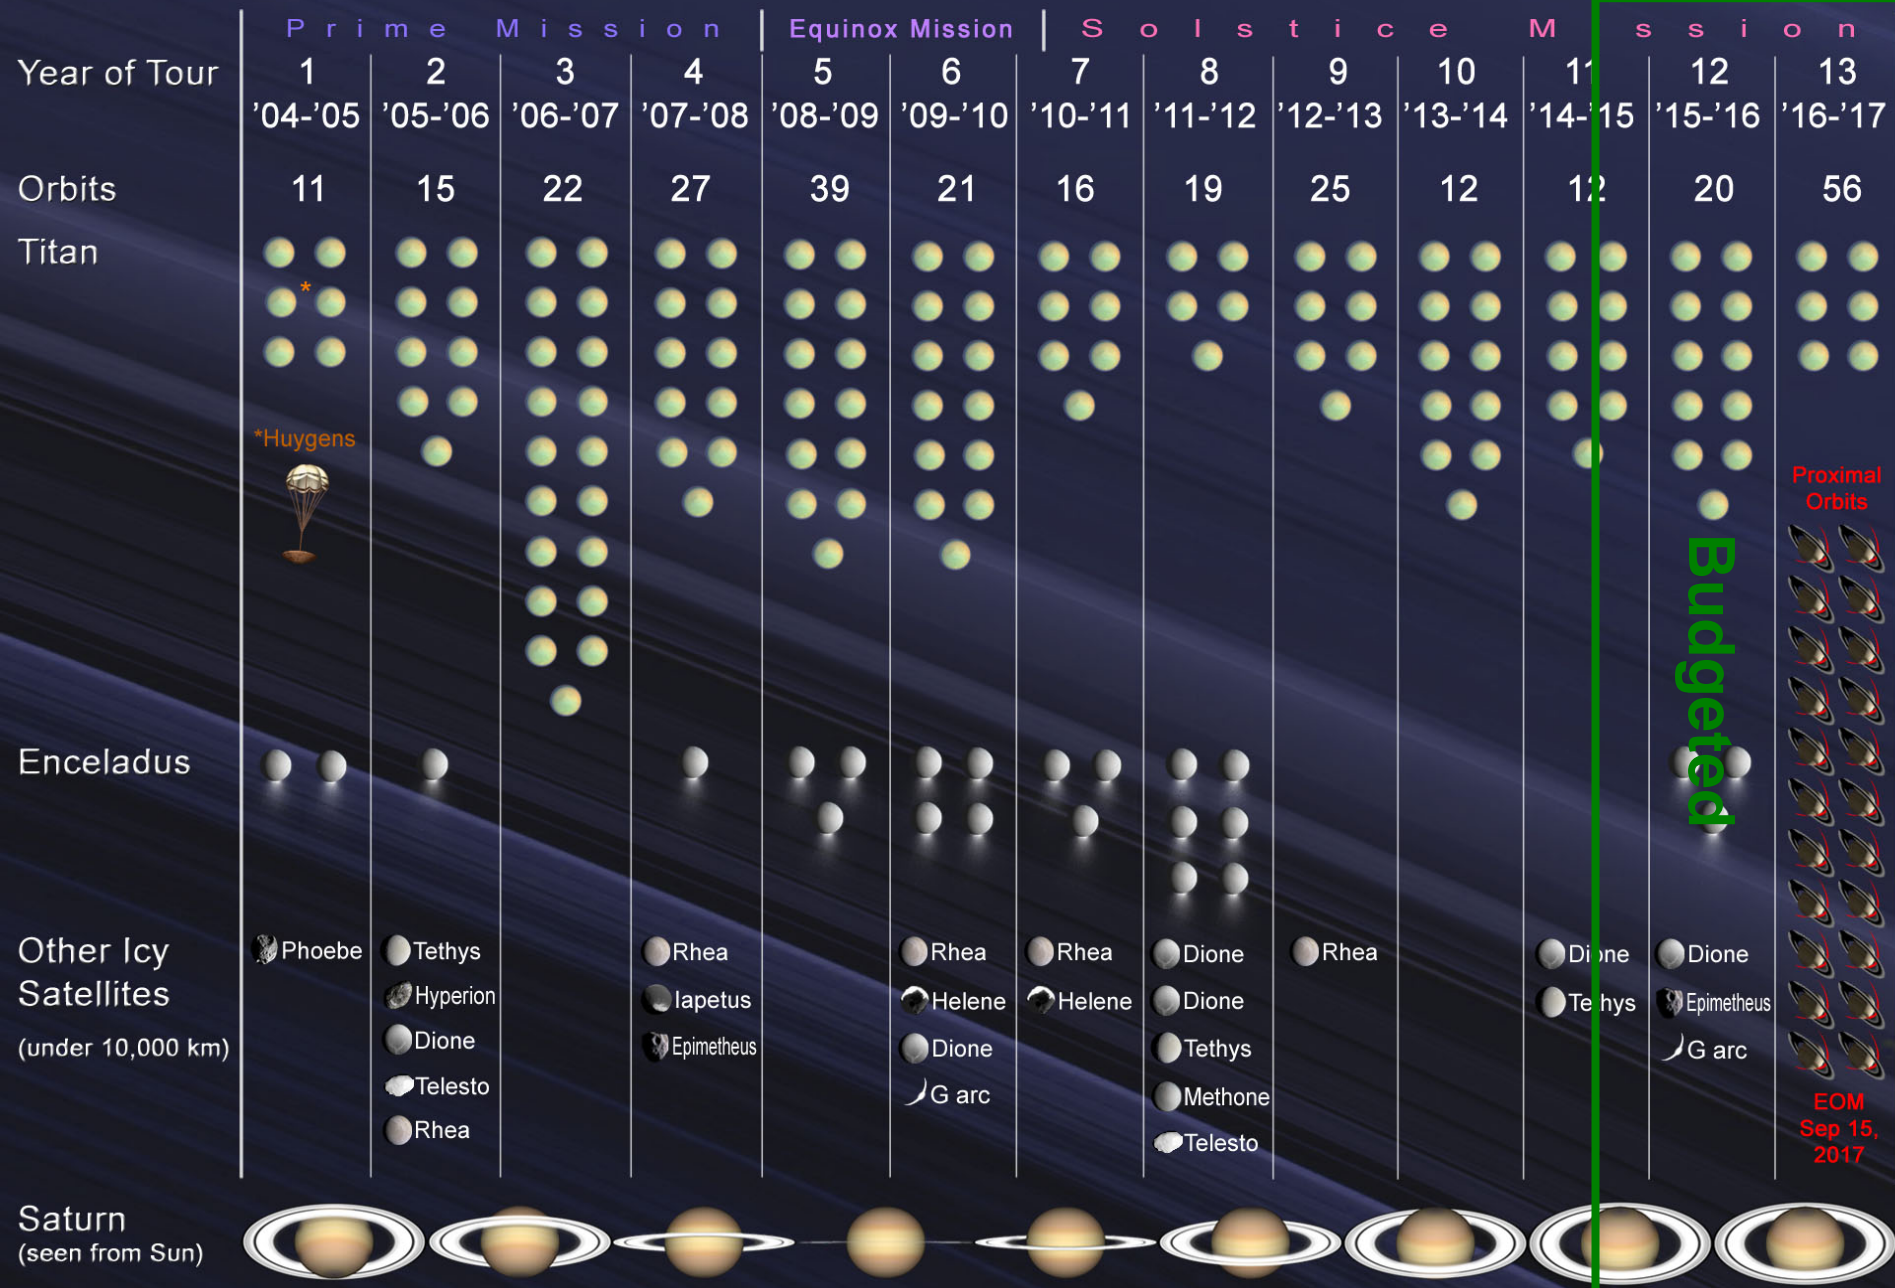 Prime Mission Equinox Mission Solstice M ssion
Year of Tour 1 2 3 4 5 6 7 8 9 10 11 12 13
’04-’05 ’05-’06 ’06-’07 ’07-’08 ’08-’09 ’09-’10 ’10-’11 ’11-’12 ’12-’13 ’13-’14 ’14-’15 ’15-’16 ’16-’17
Orbits 11 15 22 27 39 21 16 19 25 12 12 20 56
Titan
*
*Huygens
Proximal
Orbits
Budgeted
Enceladus
Other Icy
Satellites
(under 10,000 km)
Phoebe
Tethys
Hyperion
Dione
Telesto
Rhea
Rhea
Iapetus
Epimetheus
Rhea
Helene
Dione
G arc
Rhea
Helene
Dione
Dione
Tethys
Methone
Telesto
Rhea
Dione
Tethys
Dione
Epimetheus
G arc
EOM
Sep 15,
2017
Saturn
(seen from Sun)